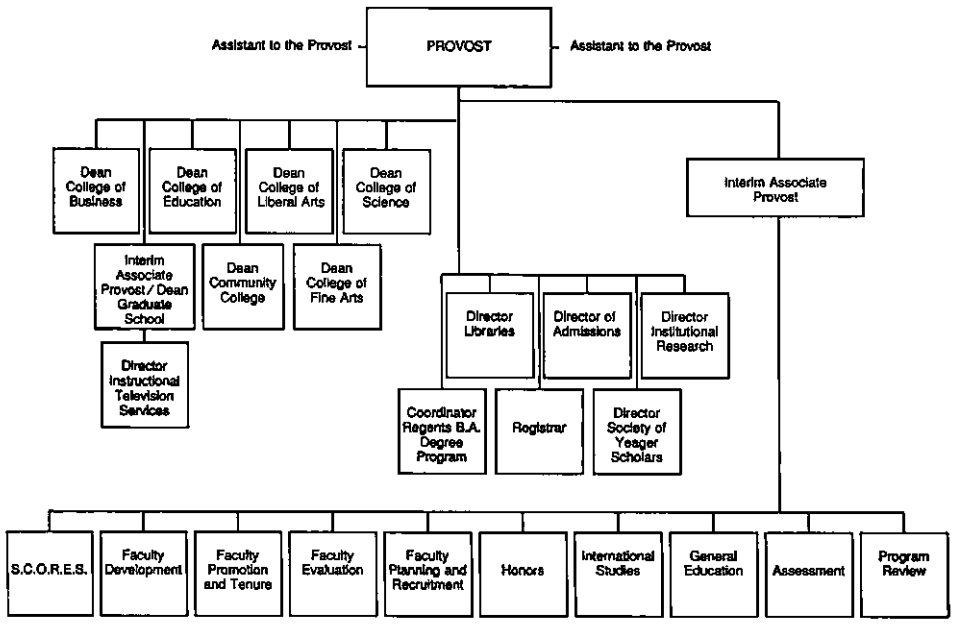 Assistant to the Provost
PROVOST
Assistant to the Provost
Dean
College of
Business
Dean
College of
Education
Dean
College of
Liberal Arts
Dean
College of
Science
Interim Associate
Provost
Interim
Associate
Provost / Dean
Graduate
School
Dean
Community
College
Dean
College of
Fine Arts
Director
Libraries
Director of
Admissions
Director
Institutional
Research
Director
Instructional
Television
Services
Coordinator
Regents B.A.
Degree
Program
Registrar
Director
Society of
Yeager
Scholars
S.C.O.R.E.S.
Faculty
Development
Faculty
Promotion
and Tenure
Faculty
Evaluation
Faculty
Planning and
Recruitment
Honors
International
Studies
General
Education
Assessment
Program
Review